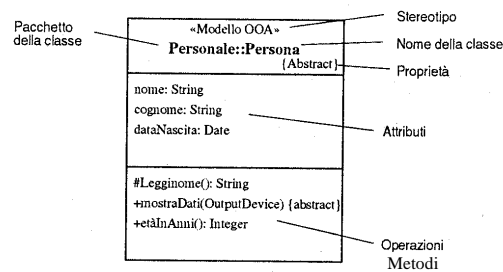 «Modello OOA»
Personale::Persona
{Abstract}
nome: String
cognome: String
dataNascita: Date
#Legginome(): String
+mostraDati(OutputDevice) {abstract}
+etàInAnni(): Integer
Pacchetto
della classe
Stereotipo
Nome della classe
Proprietà
Attributi
Operazioni
Metodi